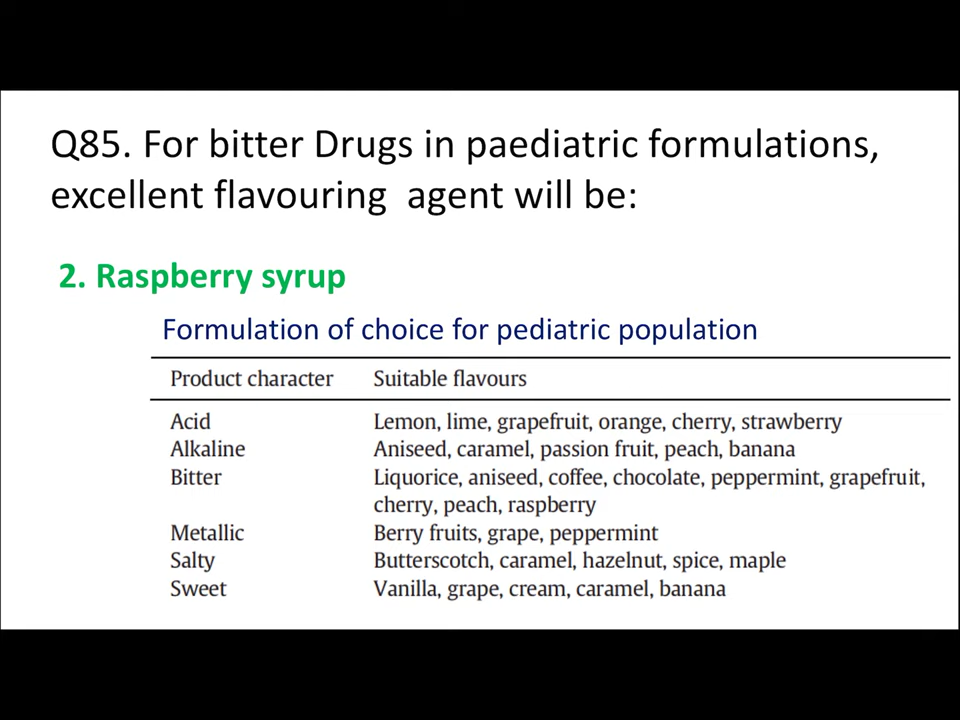 Q85. For bitter Drugs in paediatric formulations,
excellent flavouring agent will be:
2. Raspberry syrup
Formulation of choice for pediatric population
Product character Suitable flavours
Acid Lemon, lime, grapefruit, orange, cherry, strawberry
Alkaline Aniseed, caramel, passion fruit, peach, banana
Bitter Liquorice, aniseed, coffee, chocolate, peppermint, grapefruit,
cherry, peach, raspberry
Metallic Berry fruits, grape, peppermint
Salty Butterscotch, caramel, hazelnut, spice, maple
Sweet Vanilla, grape, cream, caramel, banana